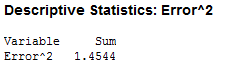 Descriptive Statistics: Error^2
Variable Sum
Error^2 1.4544